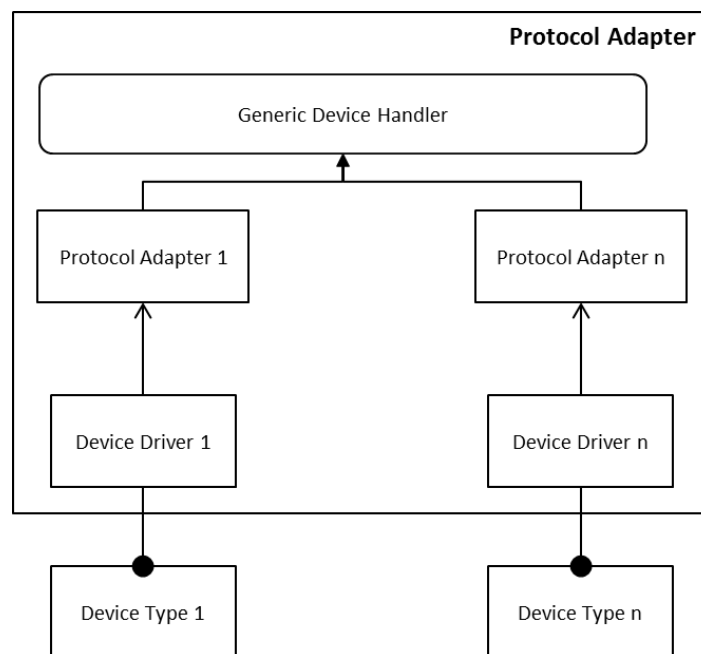 Protocol Adapter
Generic Device Handler
Protocol Adapter 1
Protocol Adapter n
Device Driver 1
Device Driver n
Device Type 1
Device Type n